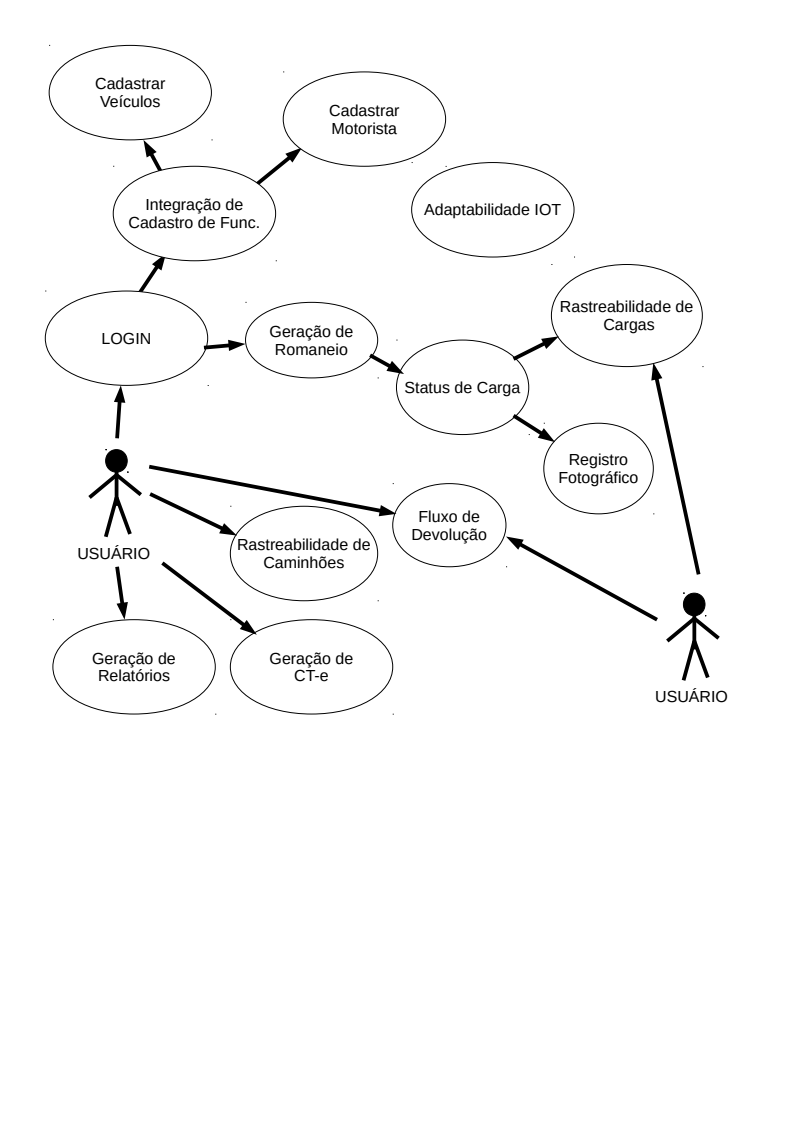 Cadastrar
Veículos
Cadastrar
Motorista
Integração de
Cadastro de Func.
Adaptabilidade IOT
LOGIN
Geração de
Romaneio
Rastreabilidade de
Cargas
Status de Carga
Registro
Fotográfico
Fluxo de
Devolução
Rastreabilidade de
Caminhões
USUÁRIO
Geração de
Relatórios
Geração de
CT-e
USUÁRIO